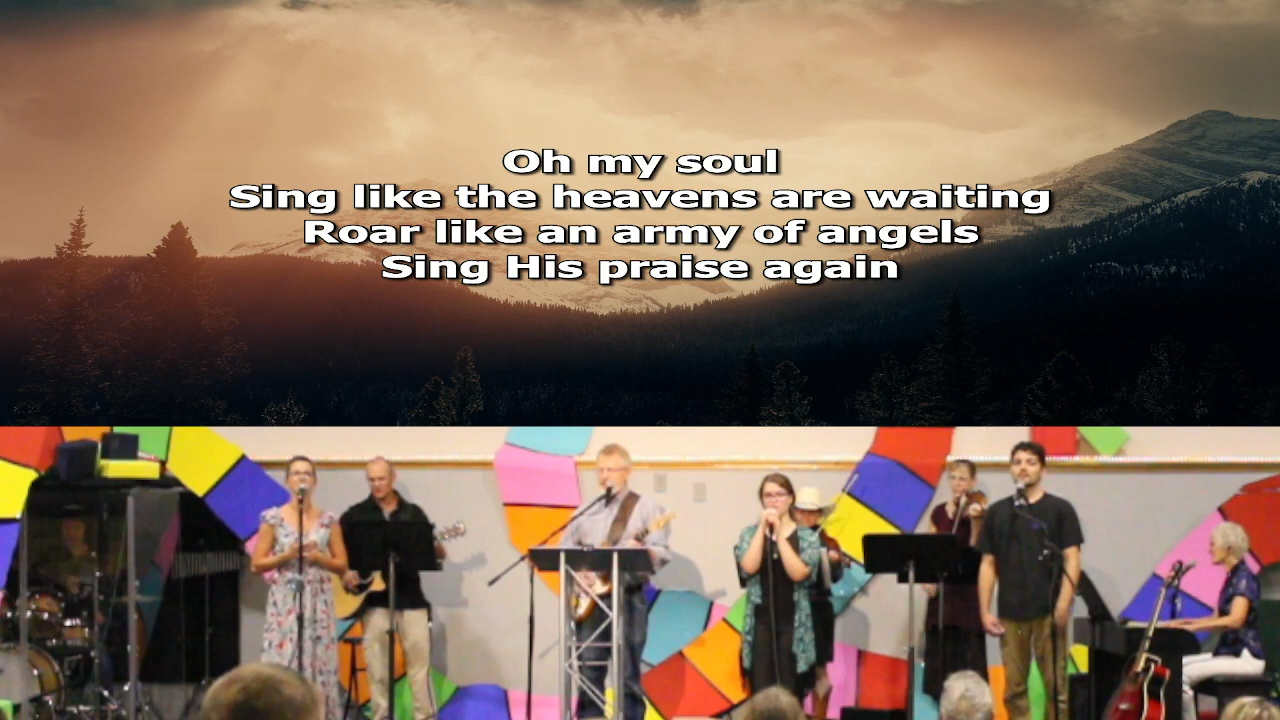 Oh my soul
Sing like the heavens are waiting
Roar like an army of angels
Sing His praise again